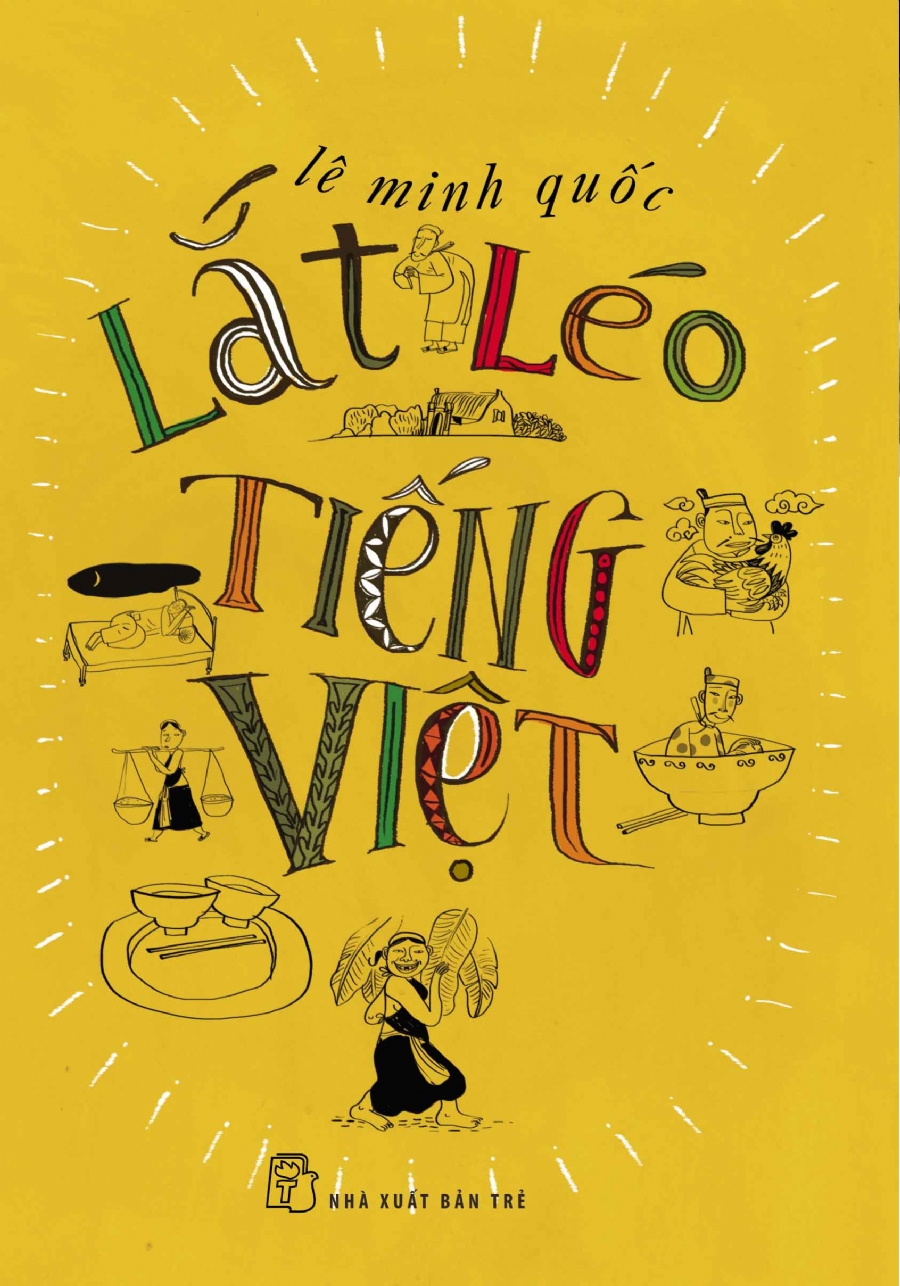 lê minh quốc
Lắt Léo
Tiếng
Việt
NHÀ XUẤT BẢN TRẺ